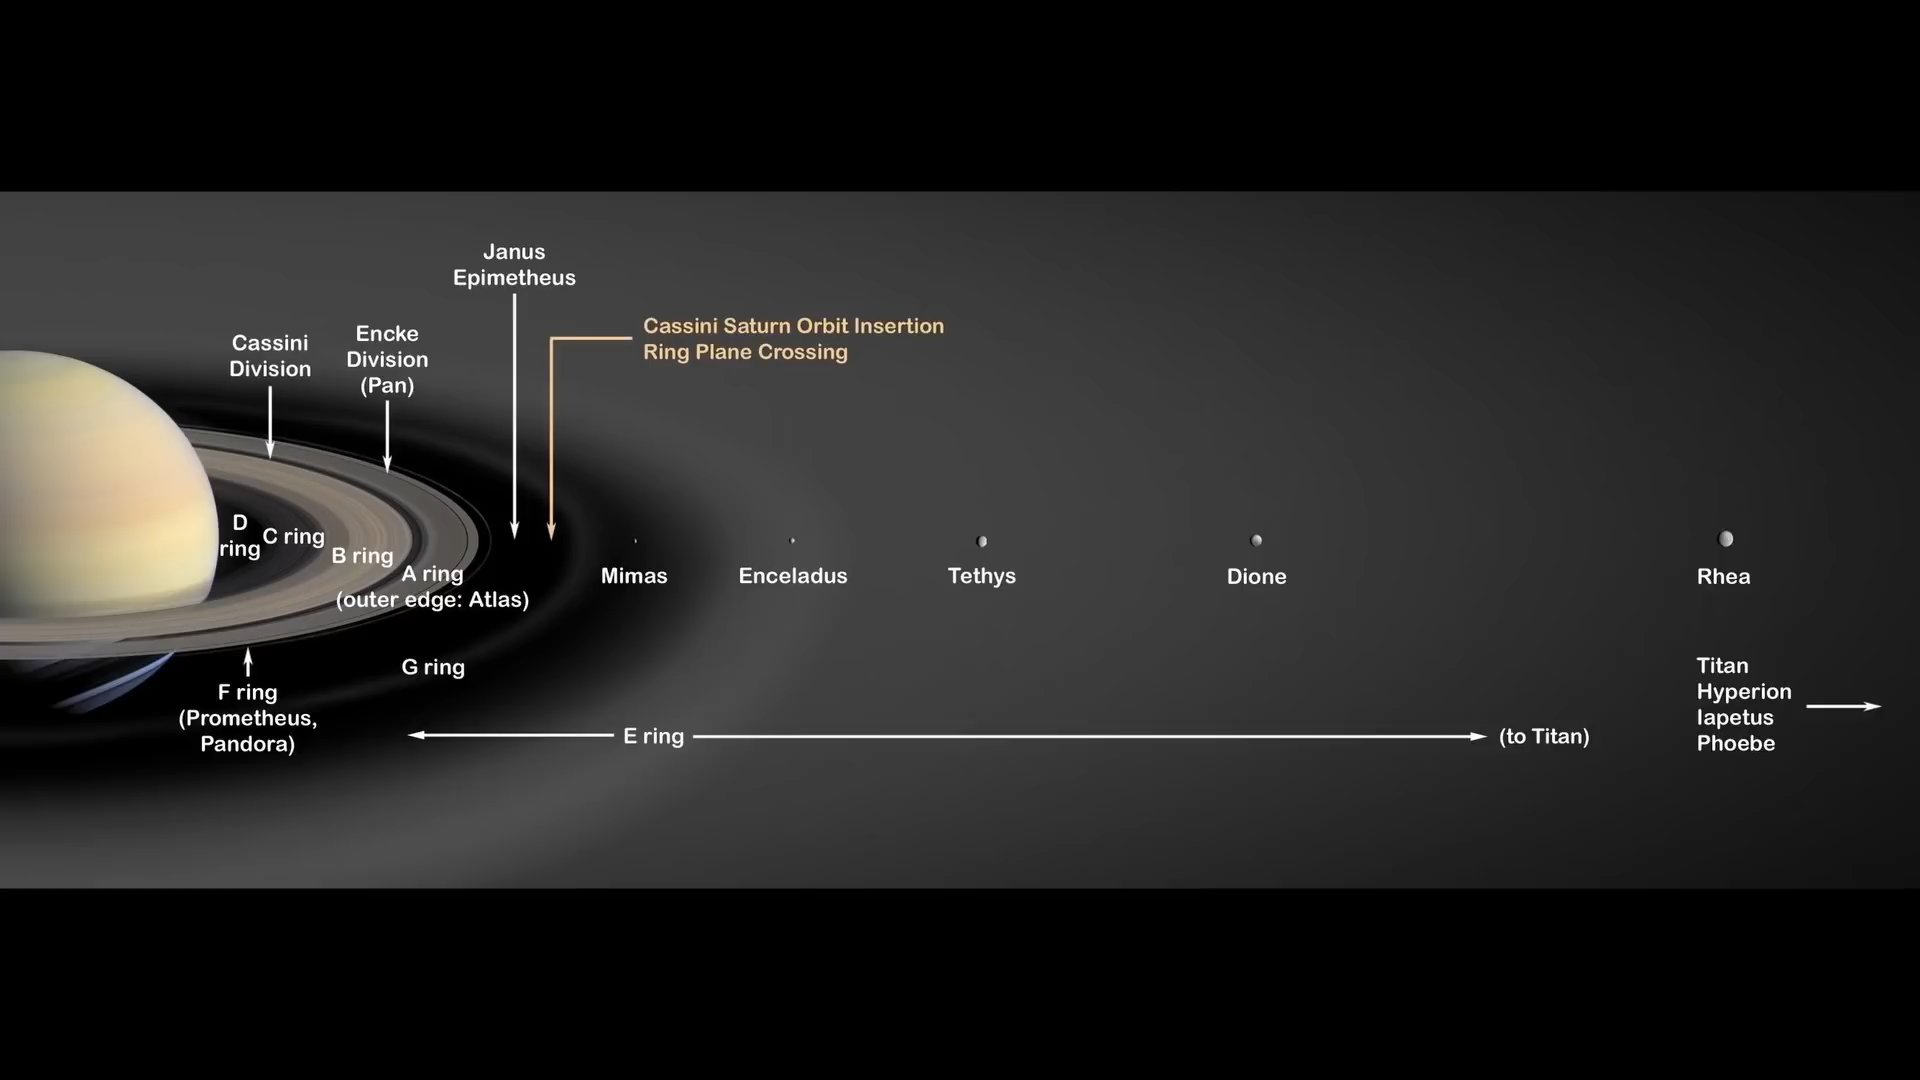 Janus
Epimetheus
Cassini Saturn Orbit Insertion
Ring Plane Crossing
Cassini
Division
Encke
Division
(Pan)
D
ring
C ring
B ring
A ring
(outer edge: Atlas)
Mimas
Enceladus
Tethys
Dione
Rhea
G ring
F ring
(Prometheus,
Pandora)
E ring
(to Titan)
Titan
Hyperion
Iapetus
Phoebe